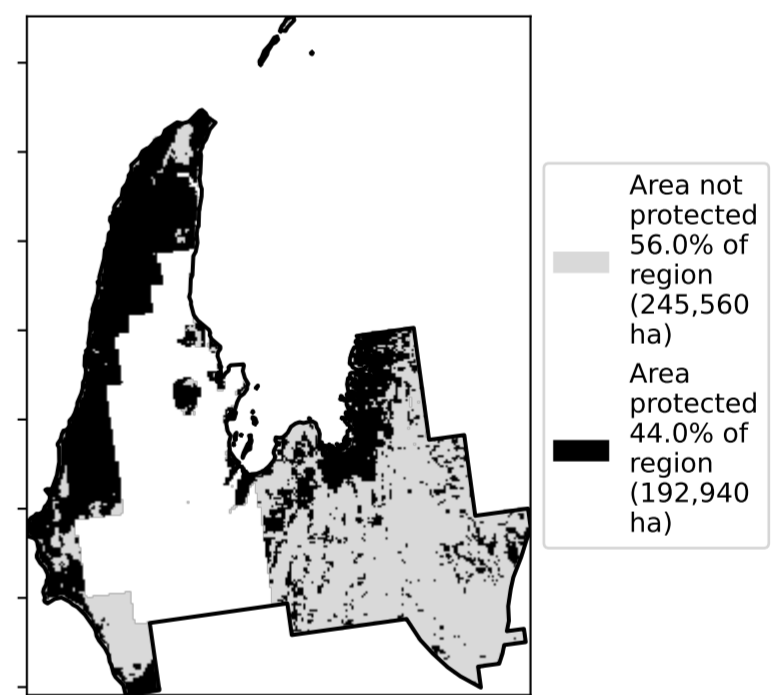 Area not
protected
56.0% of
region
(245,560
ha)
Area
protected
44.0% of
region
(192,940
ha)